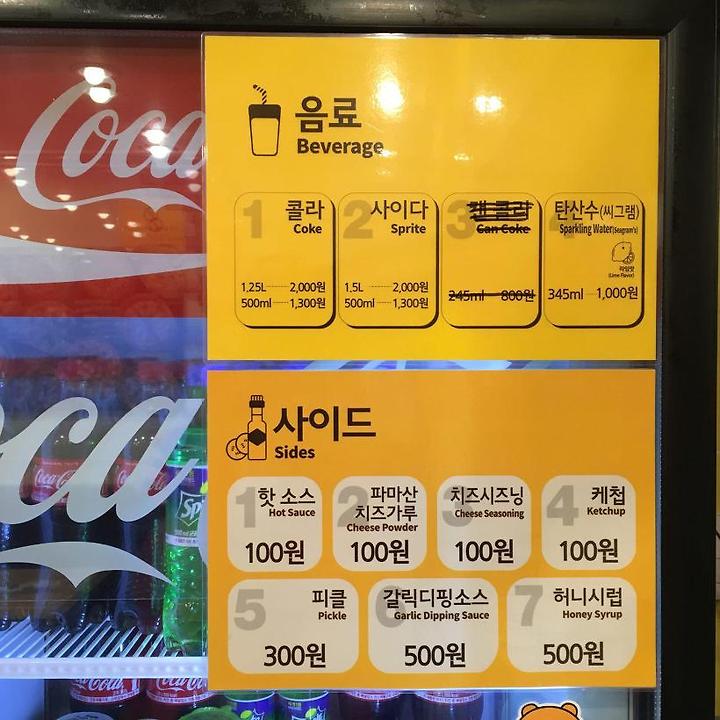 Coca
음료
Beverage
1 콜라
Coke
1.25L 2,000원
500ml 1,300원
2 사이다
Sprite
1.5L 2,000원
500ml 1,300원
3 캔 콜라
Can Coke
245ml 800원
4 탄산수(씨그램)
Sparkling Water(Seagram's)
라임맛
(Lime Flavor)
345ml 1,000원
사이드
Sides
1 핫 소스
Hot Sauce
100원
2 파마산
치즈가루
Cheese Powder
100원
3 치즈시즈닝
Cheese Seasoning
100원
4 케첩
Ketchup
100원
5 피클
Pickle
300원
6 갈릭디핑소스
Garlic Dipping Sauce
500원
7 허니시럽
Honey Syrup
500원
oca
Coca-Cola
Sp